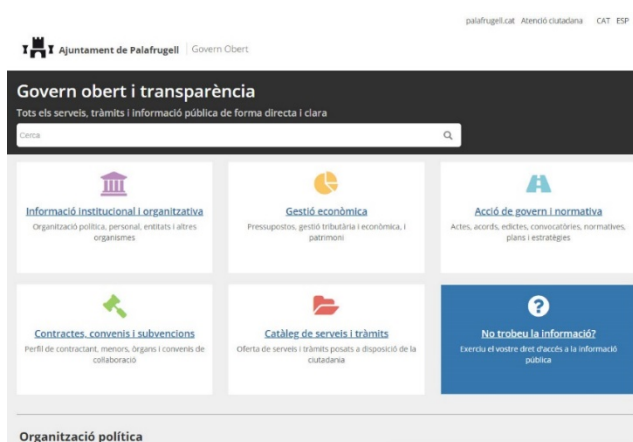 palafrugell.cat Atenció ciutadana CAT ESP
Ajuntament de Palafrugell Govern Obert
Govern obert i transparència
Tots els serveis, tràmits i informació pública de forma directa i clara
Cerca
Informació institucional i organitzativa
Organització política, personal, entitats i altres
organismes
Gestió econòmica
Pressupostos, gestió tributària i econòmica, i
patrimoni
Acció de govern i normativa
Actes, acords, edictes, convocatòries, normatives,
plans i estratègies
Contractes, convenis i subvencions
Perfil de contractant, menors, òrgans i convenis de
col·laboració
Catàleg de serveis i tràmits
Oferta de serveis i tràmits posats a disposició de la
ciutadania
No trobeu la informació?
Exerciu el vostre dret d'accés a la informació
pública
Organització política